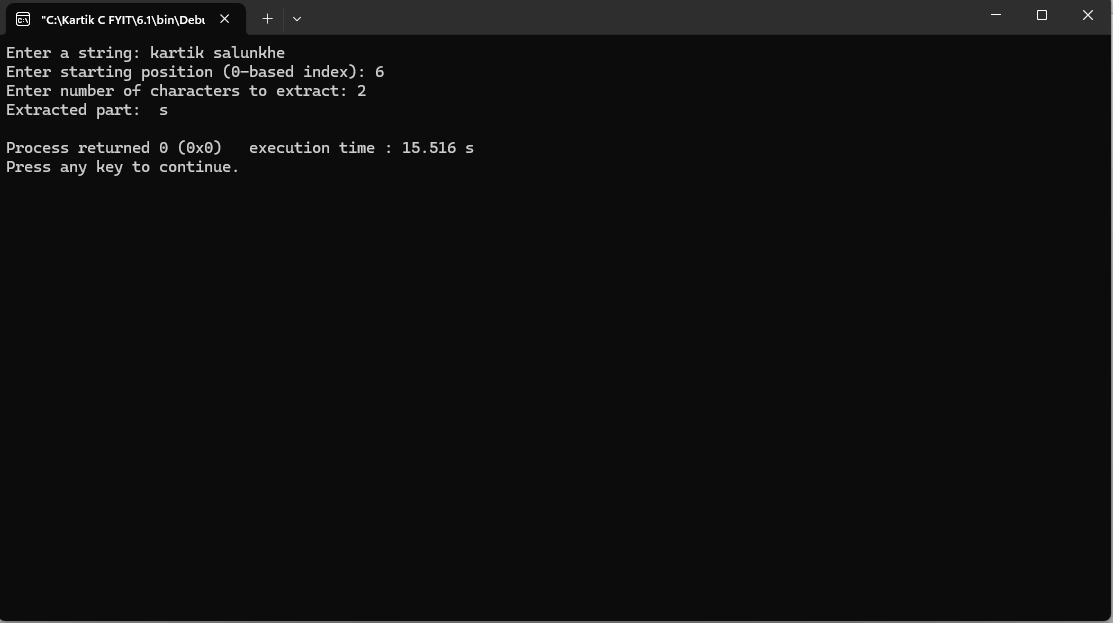 "C:\Kartik C FYIT\6.1\bin\Debu
Enter a string: kartik salunkhe
Enter starting position (0-based index): 6
Enter number of characters to extract: 2
Extracted part:  s
Process returned 0 (0x0)   execution time : 15.516 s
Press any key to continue.